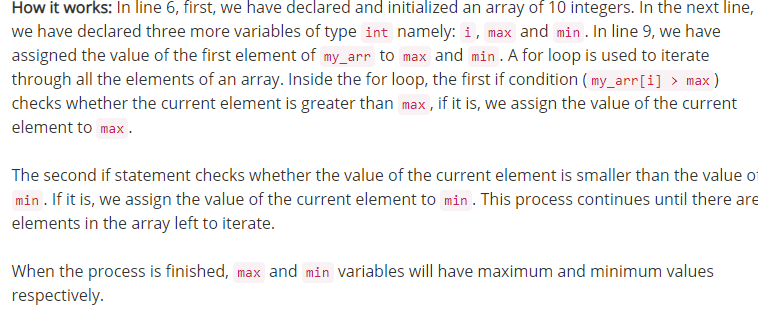 How it works: In line 6, first, we have declared and initialized an array of 10 integers. In the next line,
we have declared three more variables of type int namely: i, max and min. In line 9, we have
assigned the value of the first element of my_arr to max and min. A for loop is used to iterate
through all the elements of an array. Inside the for loop, the first if condition (my_arr[i] > max)
checks whether the current element is greater than max, if it is, we assign the value of the current
element to max.
The second if statement checks whether the value of the current element is smaller than the value of
min. If it is, we assign the value of the current element to min. This process continues until there are
elements in the array left to iterate.
When the process is finished, max and min variables will have maximum and minimum values
respectively.